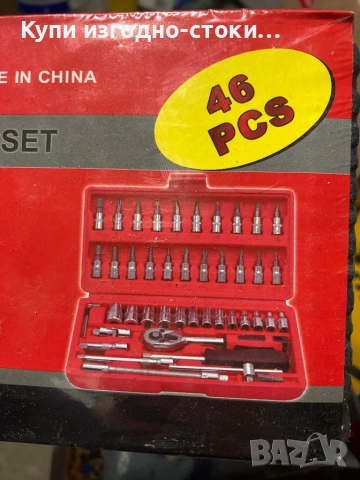 Купи изгодно-стоки...
E IN CHINA
46
PCS
SET
BAZAR